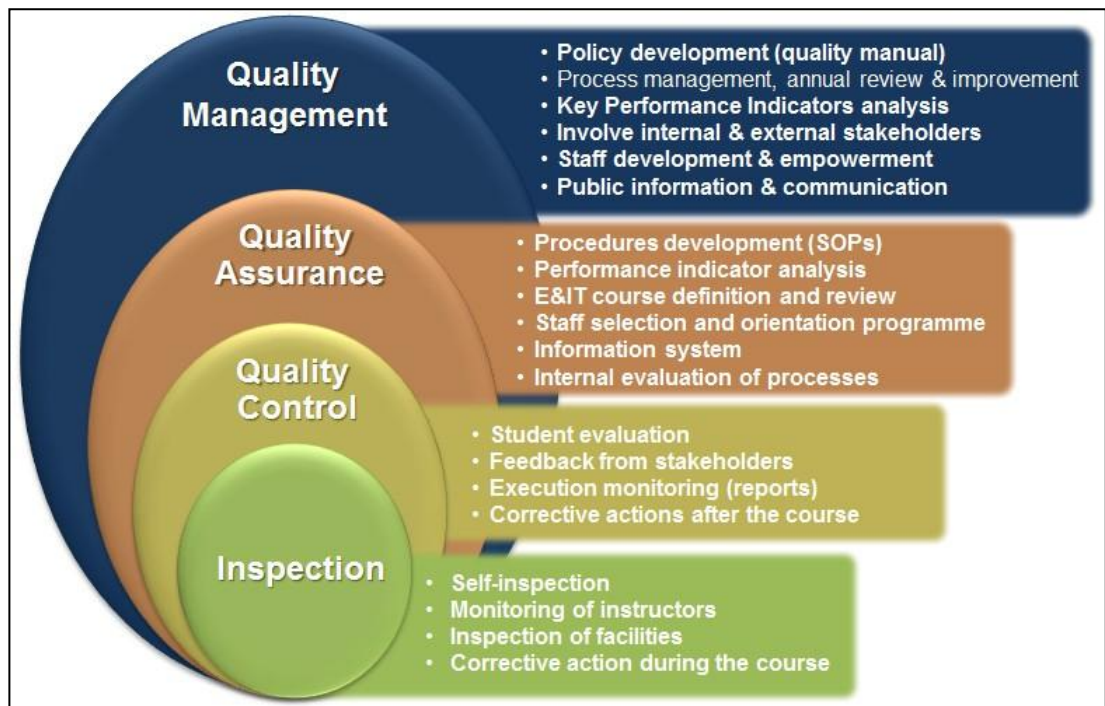 Quality
Management
• Policy development (quality manual)
• Process management, annual review & improvement
• Key Performance Indicators analysis
• Involve internal & external stakeholders
• Staff development & empowerment
• Public information & communication
Quality
Assurance
• Procedures development (SOPs)
• Performance indicator analysis
• E&IT course definition and review
• Staff selection and orientation programme
• Information system
• Internal evaluation of processes
Quality
Control
• Student evaluation
• Feedback from stakeholders
• Execution monitoring (reports)
• Corrective actions after the course
Inspection
• Self-inspection
• Monitoring of instructors
• Inspection of facilities
• Corrective action during the course